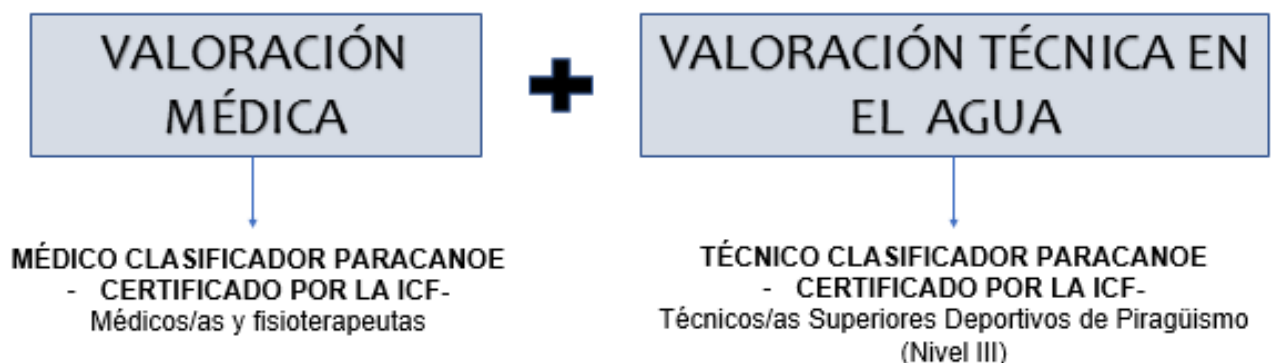 VALORACIÓN
MÉDICA
VALORACIÓN TÉCNICA EN
EL AGUA
MÉDICO CLASIFICADOR PARACANOE
- CERTIFICADO POR LA ICF-
Médicos/as y fisioterapeutas
TÉCNICO CLASIFICADOR PARACANOE
- CERTIFICADO POR LA ICF-
Técnicos/as Superiores Deportivos de Piragüismo
(Nivel III)